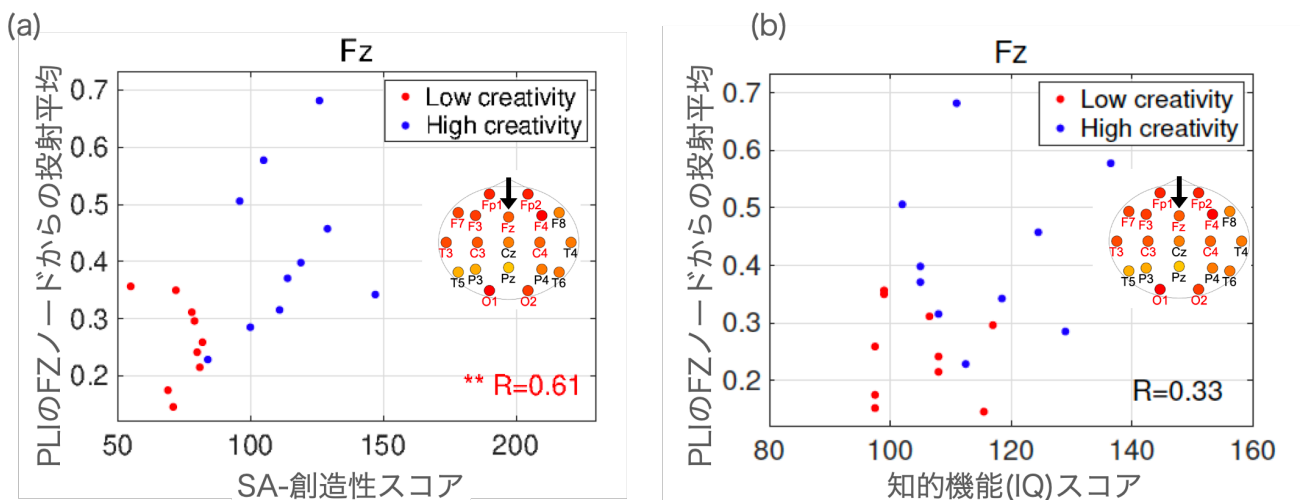 (a)
Fz
PLIのFZノードからの投射平均
0.7
0.6
0.5
0.4
0.3
0.2
Low creativity
High creativity
Fp1 Fp2
F7 F3 Fz F4 F8
T3 C3 Cz C4 T4
T5 P3 Pz P4 T6
O1 O2
** R=0.61
50 100 150 200
SA-創造性スコア
(b)
Fz
PLIのFZノードからの投射平均
0.7
0.6
0.5
0.4
0.3
0.2
Low creativity
High creativity
Fp1 Fp2
F7 F3 Fz F4 F8
T3 C3 Cz C4 T4
T5 P3 Pz P4 T6
O1 O2
R=0.33
80 100 120 140 160
知的機能(IQ)スコア